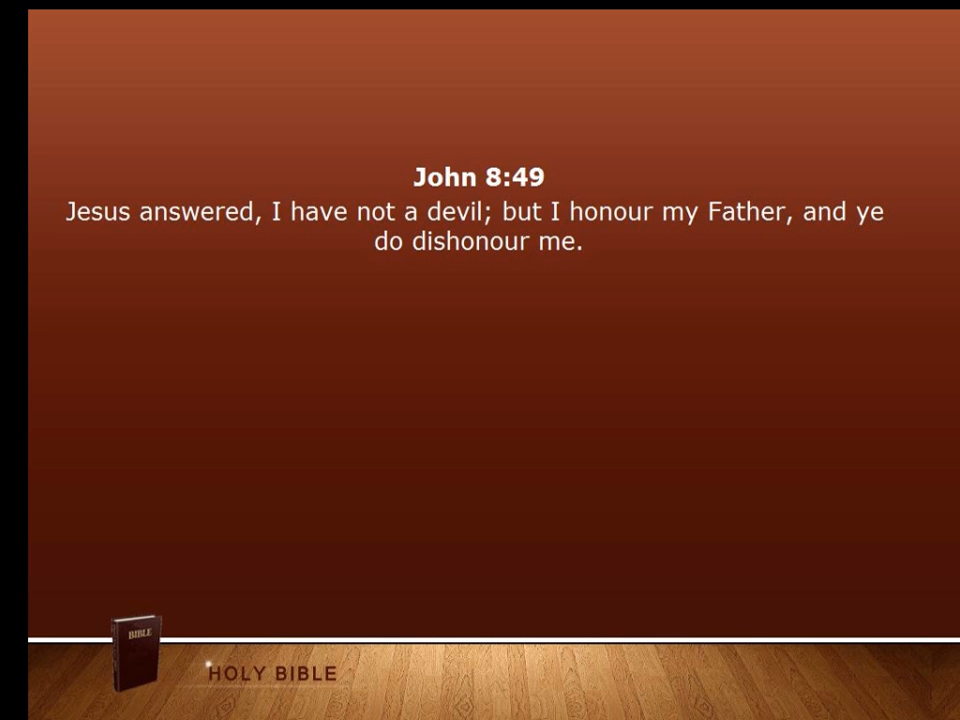 John 8:49
Jesus answered, I have not a devil; but I honour my Father, and ye
do dishonour me.
BIBLE
HOLY BIBLE